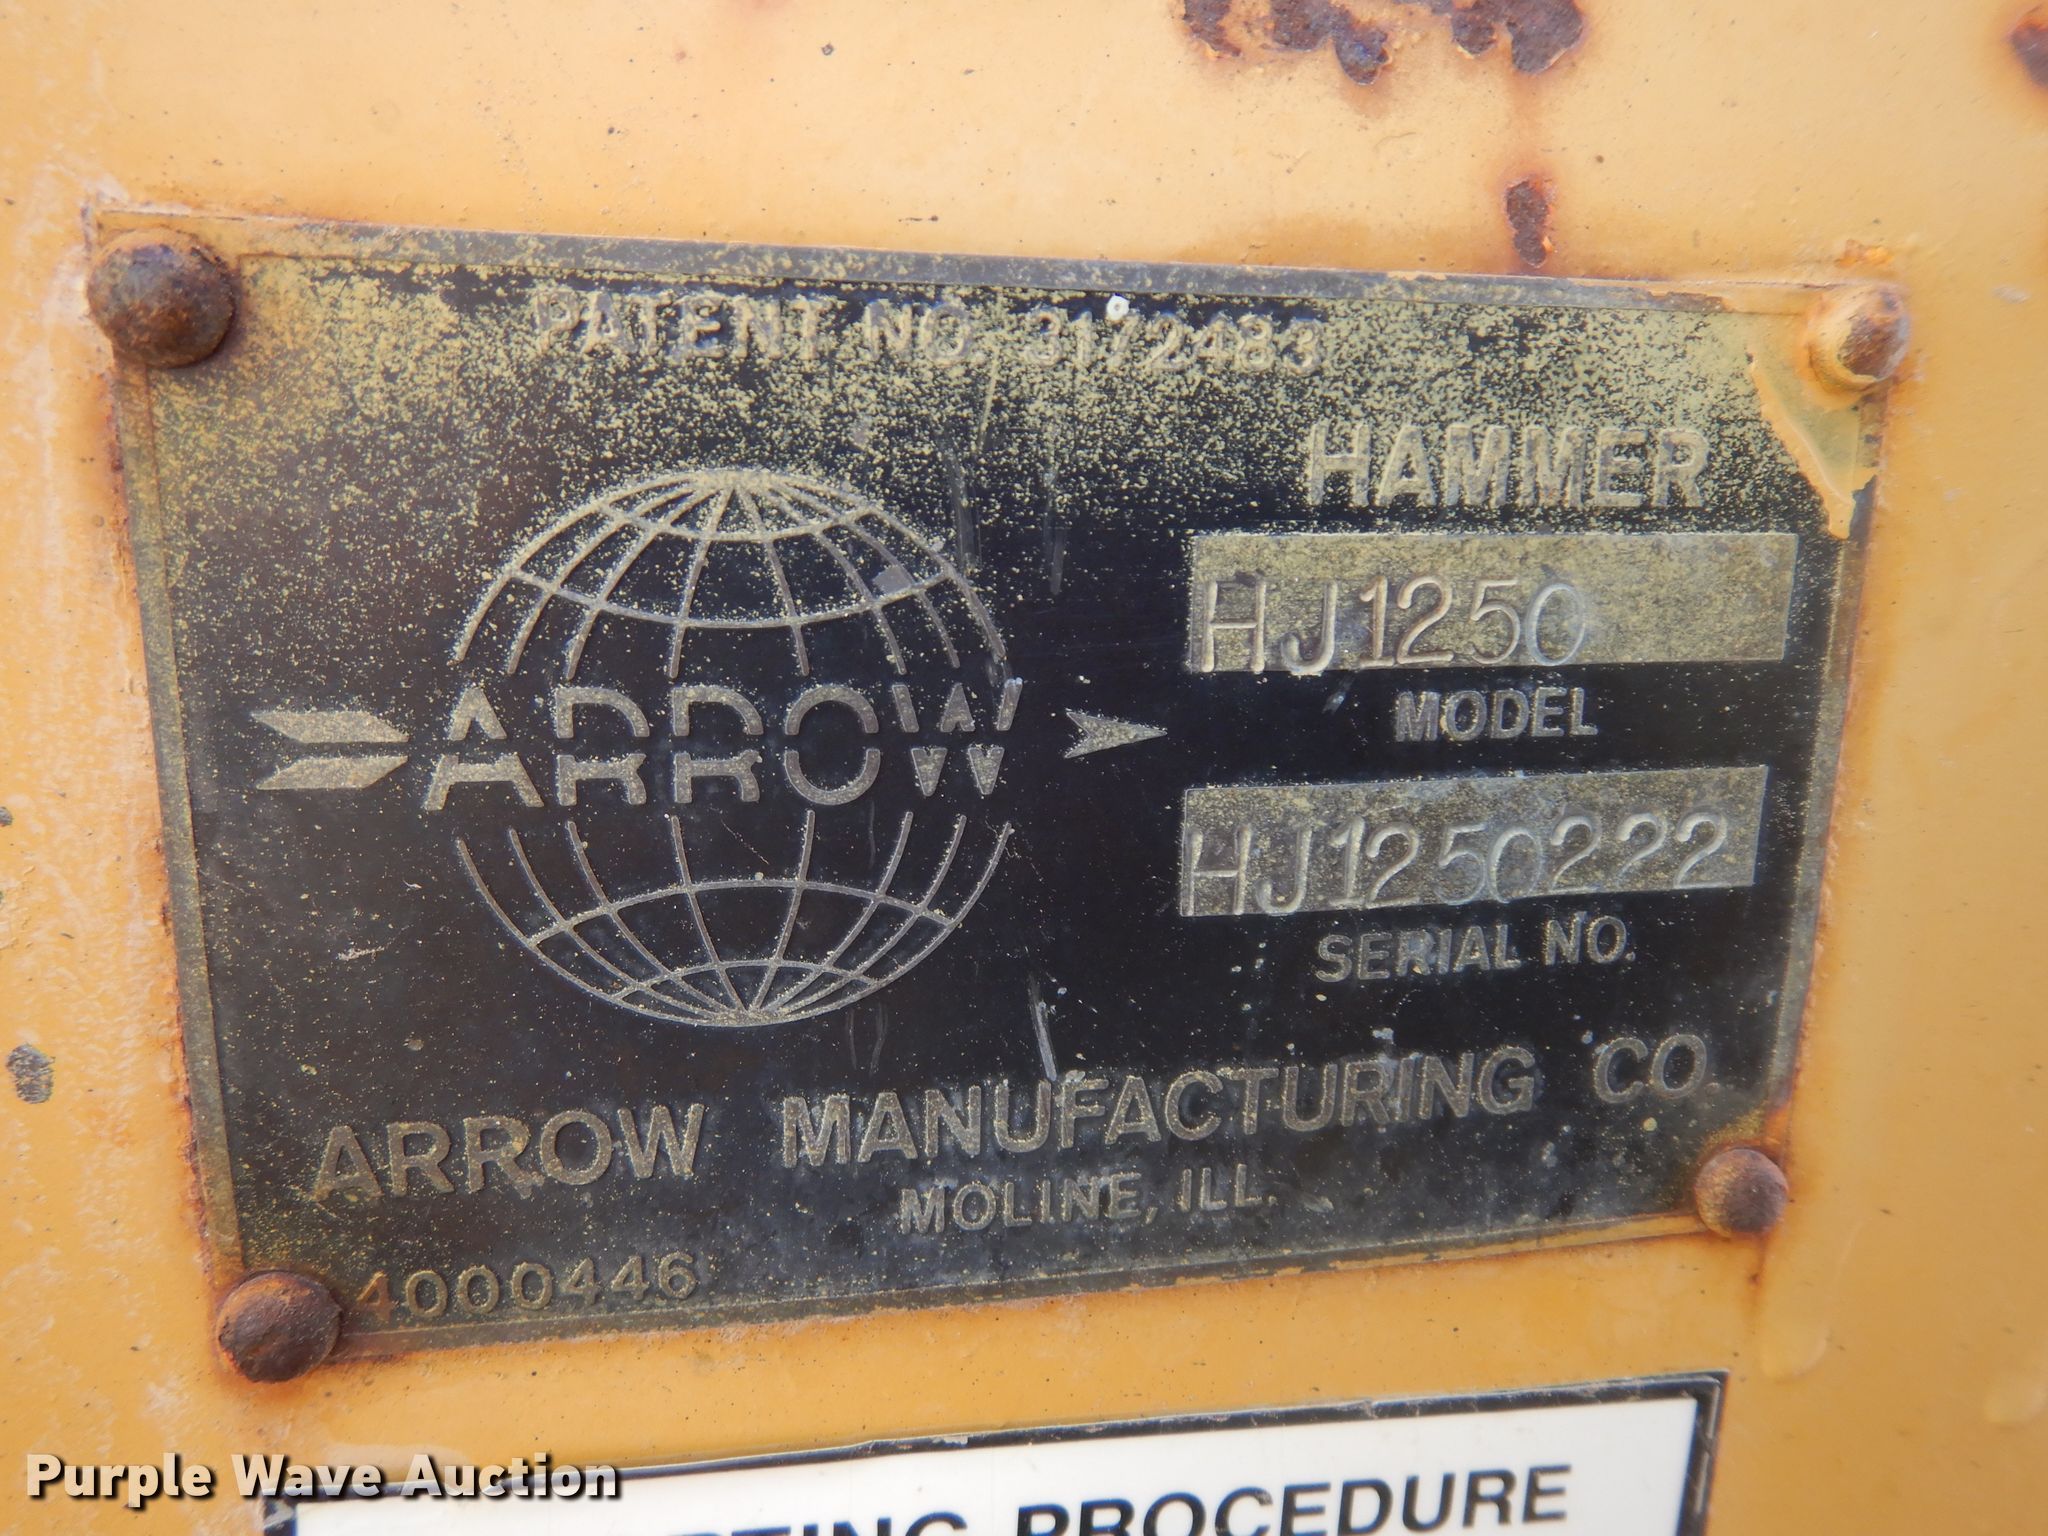 PATENT NO. 3172483
HAMMER
HJ1250
MODEL
ARROW
HJ1250222
SERIAL NO.
ARROW MANUFACTURING CO.
MOLINE, ILL.
4000446
PROCEDURE
Purple Wave Auction